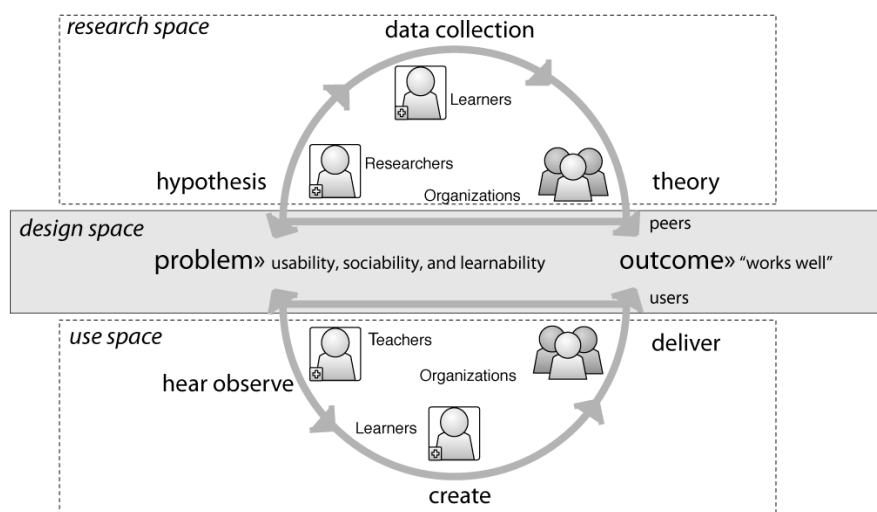 research space
data collection
Learners
Researchers
hypothesis
Organizations
theory
design space
peers
problem» usability, sociability, and learnability
outcome» “works well”
users
use space
Teachers
deliver
hear observe
Organizations
Learners
create